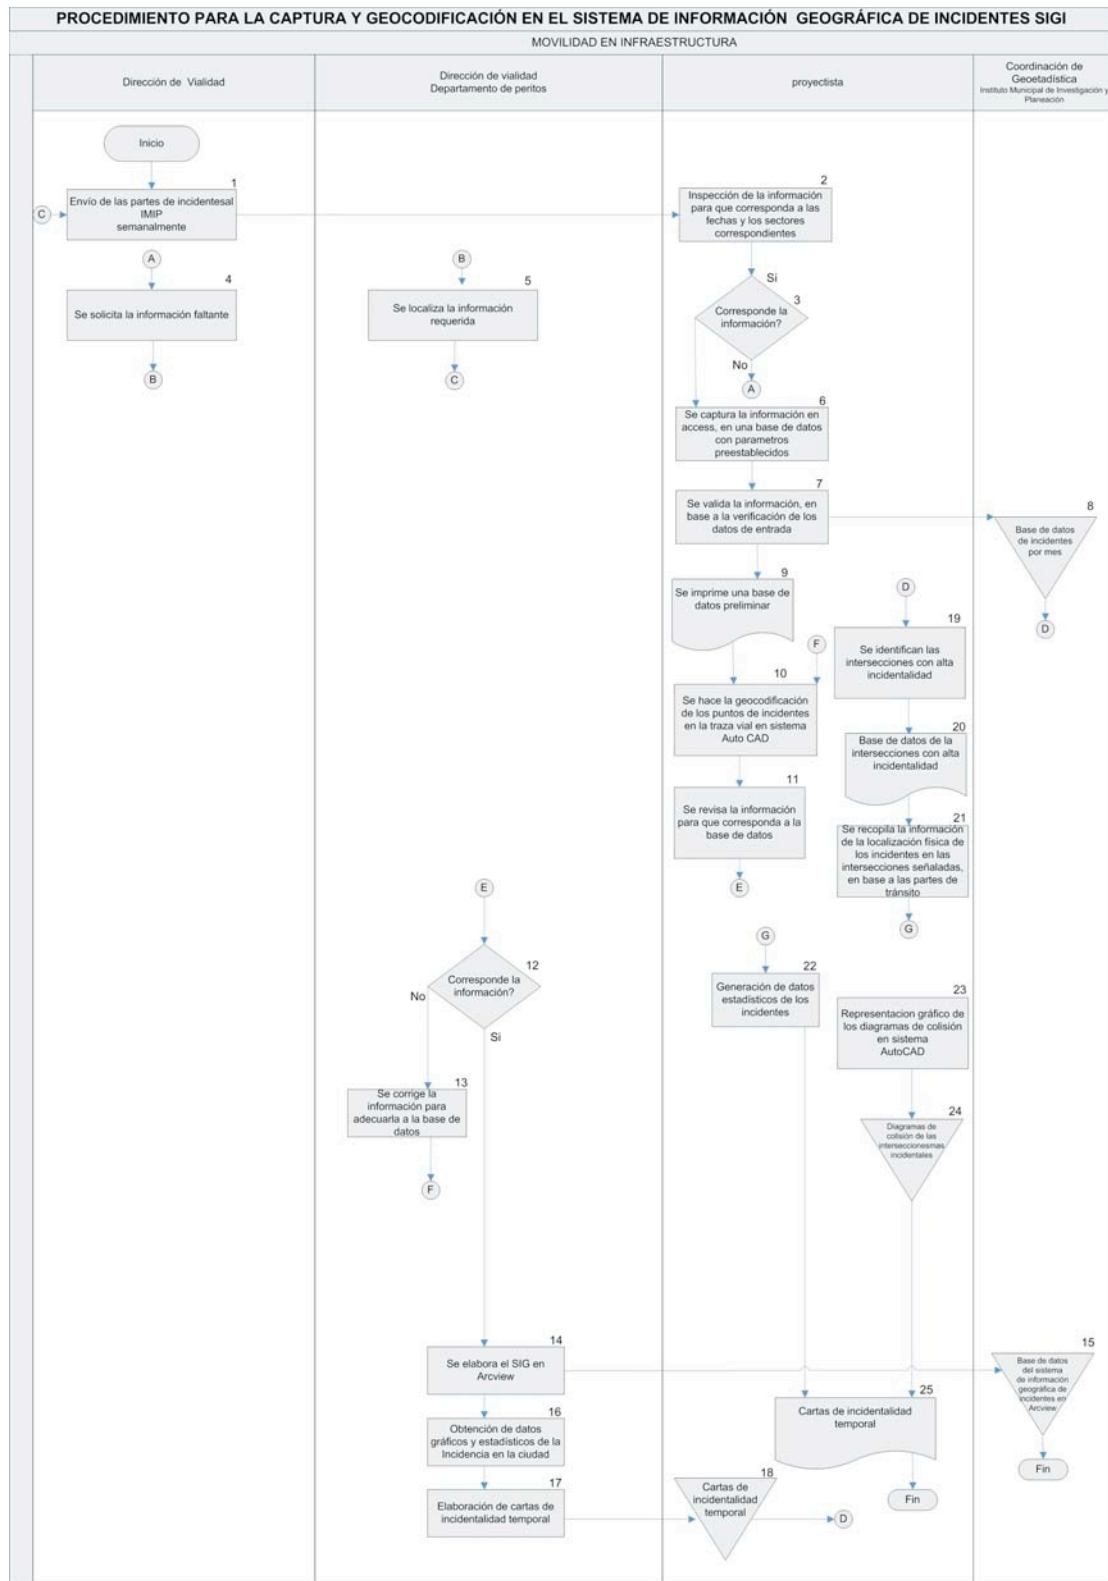 PROCEDIMIENTO PARA LA CAPTURA Y GEOCODIFICACIÓN EN EL SISTEMA DE INFORMACIÓN GEOGRÁFICA DE INCIDENTES SIGI
MOVILIDAD EN INFRAESTRUCTURA
Dirección de Vialidad
Dirección de vialidad
Departamento de peritos
proyectista
Coordinación de
Geoetadística
Instituto Municipal de Investigación y
Planeación
Inicio
1
C
Envío de las partes de incidentesal
IMIP
semanalmente
2
Inspección de la información
para que corresponda a las
fechas y los sectores
correspondientes
A
4
Se solicita la información faltante
B
B
5
Se localiza la información
requerida
C
Si
3
Corresponde la
información?
No
A
6
Se captura la información en
access, en una base de datos
con parametros
preestablecidos
7
Se valida la información, en
base a la verificación de los
datos de entrada
8
Base de datos
de incidentes
por mes
D
9
Se imprime una base de
datos preliminar
F
10
Se hace la geocodificación
de los puntos de incidentes
en la traza vial en sistema
Auto CAD
11
Se revisa la información
para que corresponda a la
base de datos
E
D
19
Se identifican las
intersecciones con alta
incidentalidad
20
Base de datos de la
intersecciones con alta
incidentalidad
21
Se recopila la información
de la localización física de
los incidentes en las
intersecciones señaladas,
en base a las partes de
tránsito
G
E
12
Corresponde la
información?
No
Si
13
Se corrige la
información para
adecuarla a la base de
datos
F
G
22
Generación de datos
estadísticos de los
incidentes
23
Representacion gráfico de
los diagramas de colisión
en sistema
AutoCAD
24
Diagramas de
colisión de las
interseccionesmas
incidentales
14
Se elabora el SIG en
Arcview
15
Base de datos
del sistema
de información
geográfica de
incidentes en
Arcview
Fin
16
Obtención de datos
gráficos y estadísticos de la
Incidencia en la ciudad
17
Elaboración de cartas de
incidentalidad temporal
18
Cartas de
incidentalidad
temporal
D
25
Cartas de incidentalidad
temporal
Fin